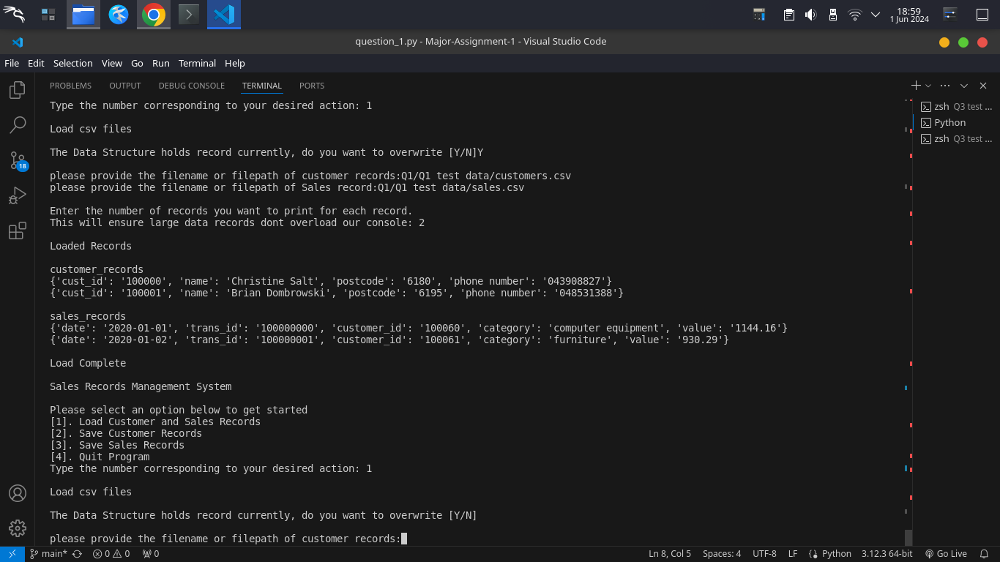 18:59
1 Jun 2024
question_1.py - Major-Assignment-1 - Visual Studio Code
File Edit Selection View Go Run Terminal Help
PROBLEMS OUTPUT DEBUG CONSOLE TERMINAL PORTS
Type the number corresponding to your desired action: 1
Load csv files
The Data Structure holds record currently, do you want to overwrite [Y/N]Y
please provide the filename or filepath of customer records:Q1/Q1 test data/customers.csv
please provide the filename or filepath of Sales record:Q1/Q1 test data/sales.csv
Enter the number of records you want to print for each record.
This will ensure large data records dont overload our console: 2
Loaded Records
customer_records
{'cust_id': '100000', 'name': 'Christine Salt', 'postcode': '6180', 'phone number': '043908827'}
{'cust_id': '100001', 'name': 'Brian Dombrowski', 'postcode': '6195', 'phone number': '048531388'}
sales_records
{'date': '2020-01-01', 'trans_id': '100000000', 'customer_id': '100060', 'category': 'computer equipment', 'value': '1144.16'}
{'date': '2020-01-02', 'trans_id': '100000001', 'customer_id': '100061', 'category': 'furniture', 'value': '930.29'}
Load Complete
Sales Records Management System
Please select an option below to get started
[1]. Load Customer and Sales Records
[2]. Save Customer Records
[3]. Save Sales Records
[4]. Quit Program
Type the number corresponding to your desired action: 1
Load csv files
The Data Structure holds record currently, do you want to overwrite [Y/N]
please provide the filename or filepath of customer records:
zsh Q3 test ...
Python
zsh Q3 test ...
18
main* 0 0 0 Ln 8, Col 5 Spaces: 4 UTF-8 LF Python 3.12.3 64-bit Go Live